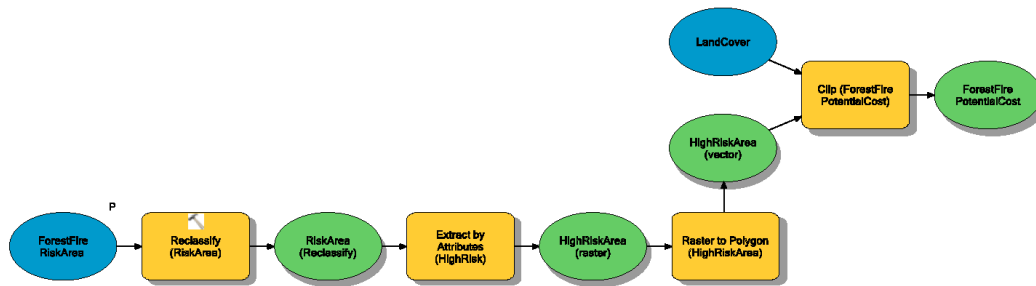 LandCover
Clip (ForestFire
PotentialCost)
ForestFire
PotentialCost
HighRiskArea
(vector)
P
ForestFire
RiskArea
Reclassify
(RiskArea)
RiskArea
(Reclassify)
Extract by
Attributes
(HighRisk)
HighRiskArea
(raster)
Raster to Polygon
(HighRiskArea)